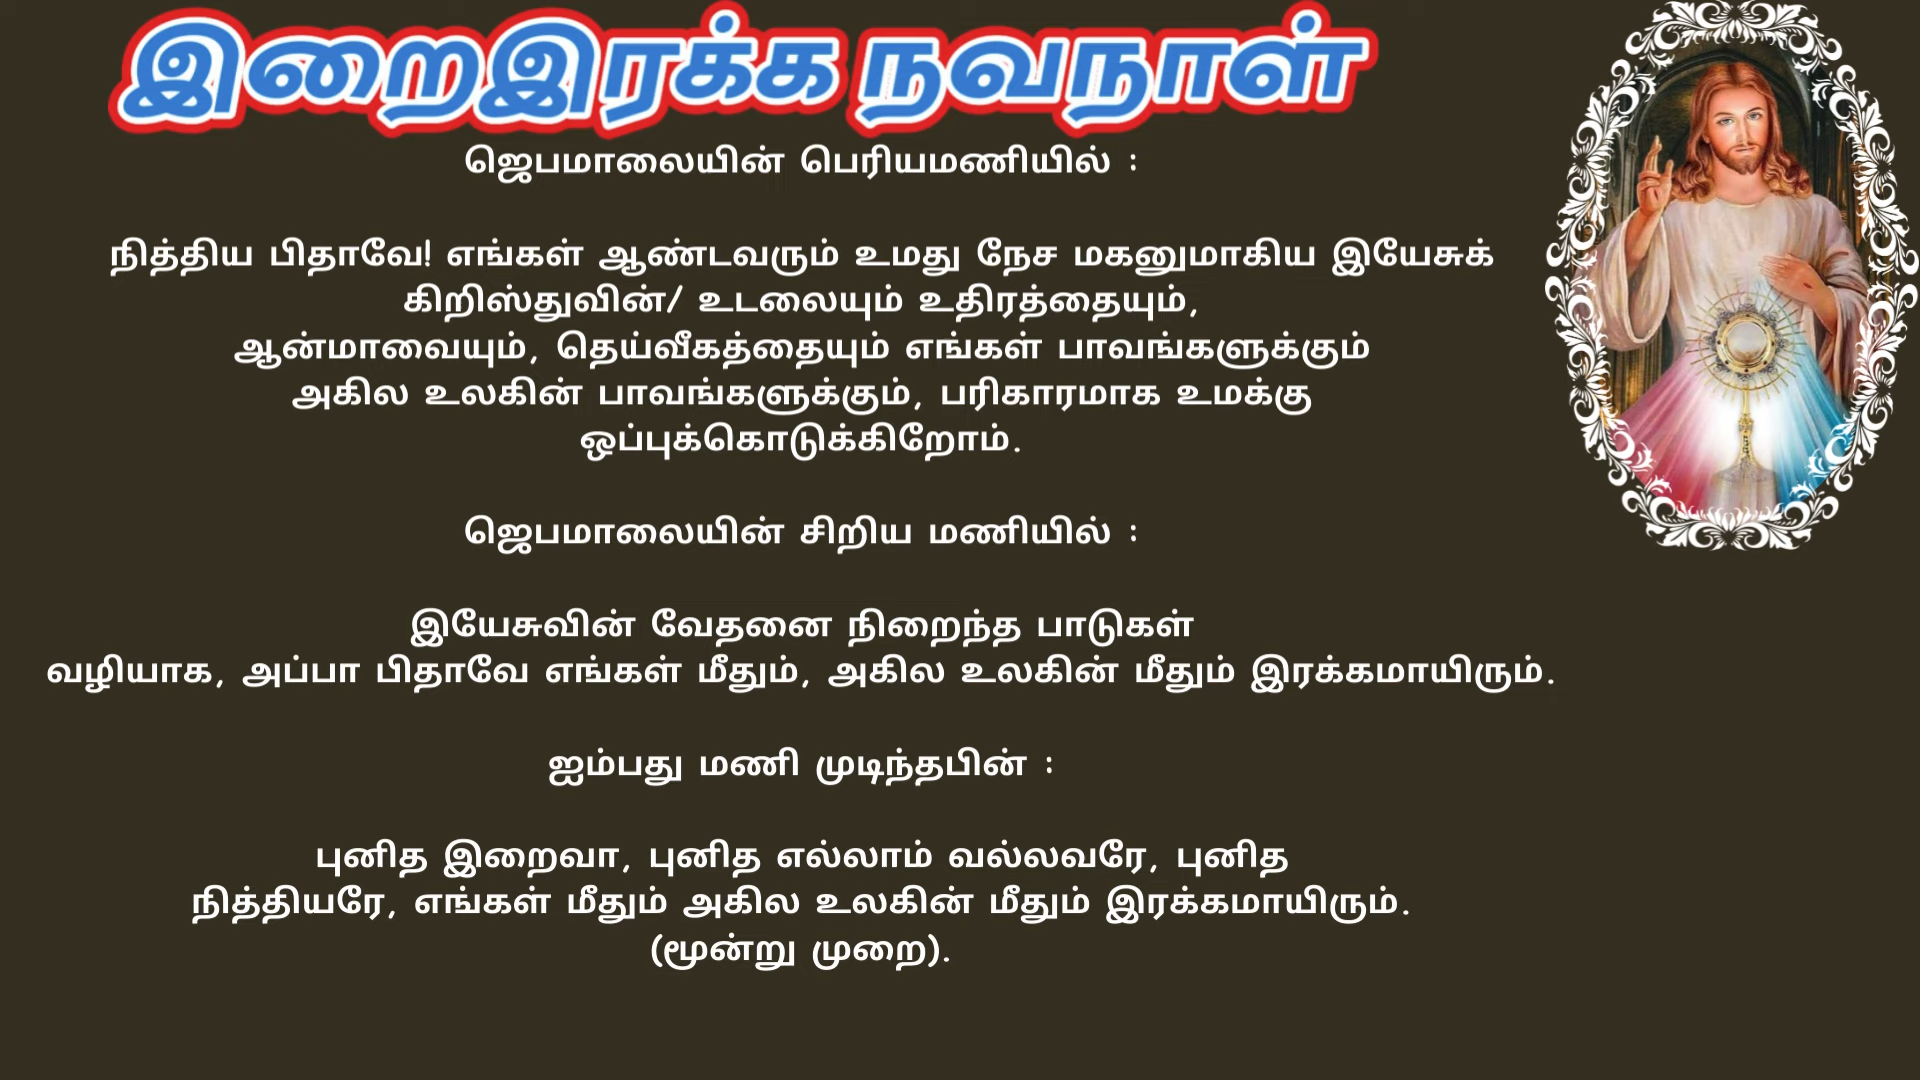 இறைஇரக்க நவநாள்
ஜெபமாலையின் பெரியமணியில் :
நித்திய பிதாவே! எங்கள் ஆண்டவரும் உமது நேச மகனுமாகிய இயேசுக்
கிறிஸ்துவின்/ உடலையும் உதிரத்தையும்,
ஆன்மாவையும், தெய்வீகத்தையும் எங்கள் பாவங்களுக்கும்
அகில உலகின் பாவங்களுக்கும், பரிகாரமாக உமக்கு
ஒப்புக்கொடுக்கிறோம்.
ஜெபமாலையின் சிறிய மணியில் :
இயேசுவின் வேதனை நிறைந்த பாடுகள்
வழியாக, அப்பா பிதாவே எங்கள் மீதும், அகில உலகின் மீதும் இரக்கமாயிரும்.
ஐம்பது மணி முடிந்தபின் :
புனித இறைவா, புனித எல்லாம் வல்லவரே, புனித
நித்தியரே, எங்கள் மீதும் அகில உலகின் மீதும் இரக்கமாயிரும்.
(மூன்று முறை).